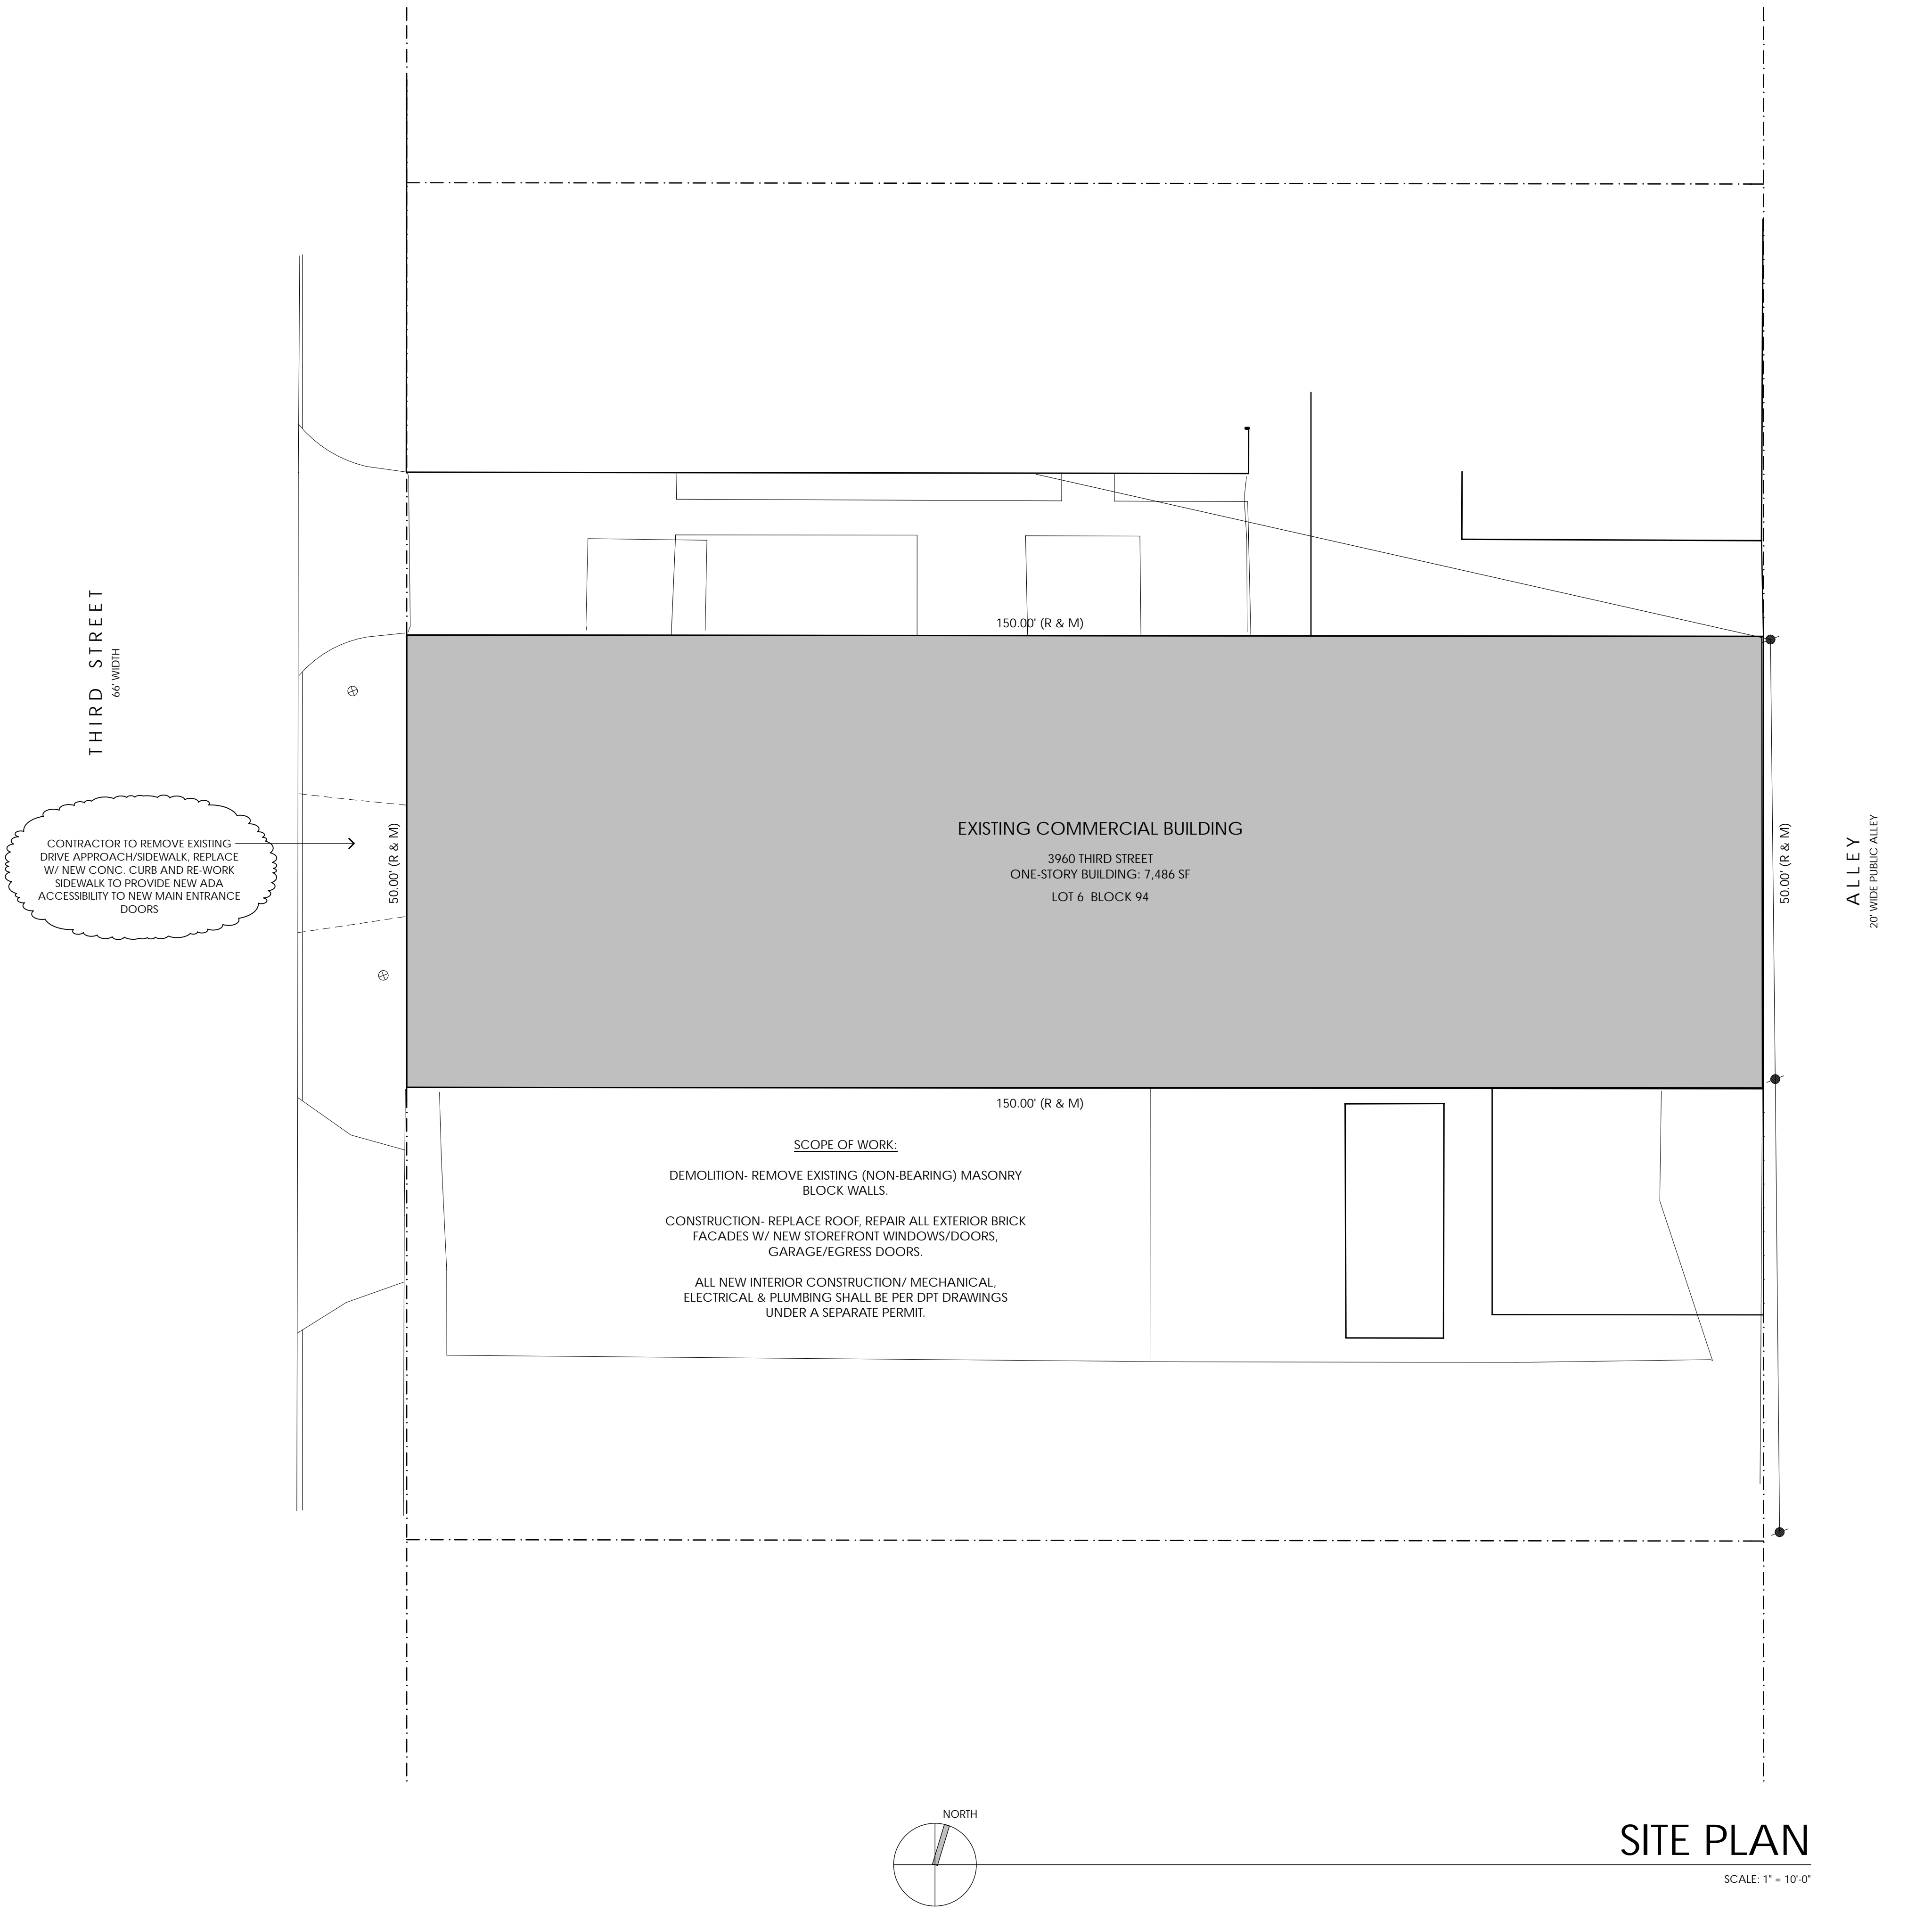 150.00' (R & M)
THIRD STREET
66' WIDTH
CONTRACTOR TO REMOVE EXISTING
DRIVE APPROACH/SIDEWALK, REPLACE
W/ NEW CONC. CURB AND RE-WORK
SIDEWALK TO PROVIDE NEW ADA
ACCESSIBILITY TO NEW MAIN ENTRANCE
DOORS
50.00' (R & M)
EXISTING COMMERCIAL BUILDING
3960 THIRD STREET
ONE-STORY BUILDING: 7,486 SF
LOT 6 BLOCK 94
50.00' (R & M)
ALLEY
20' WIDE PUBLIC ALLEY
150.00' (R & M)
SCOPE OF WORK:
DEMOLITION- REMOVE EXISTING (NON-BEARING) MASONRY
BLOCK WALLS.
CONSTRUCTION- REPLACE ROOF, REPAIR ALL EXTERIOR BRICK
FACADES W/ NEW STOREFRONT WINDOWS/DOORS,
GARAGE/EGRESS DOORS.
ALL NEW INTERIOR CONSTRUCTION/ MECHANICAL,
ELECTRICAL & PLUMBING SHALL BE PER DPT DRAWINGS
UNDER A SEPARATE PERMIT.
NORTH
SITE PLAN
SCALE: 1" = 10'-0"